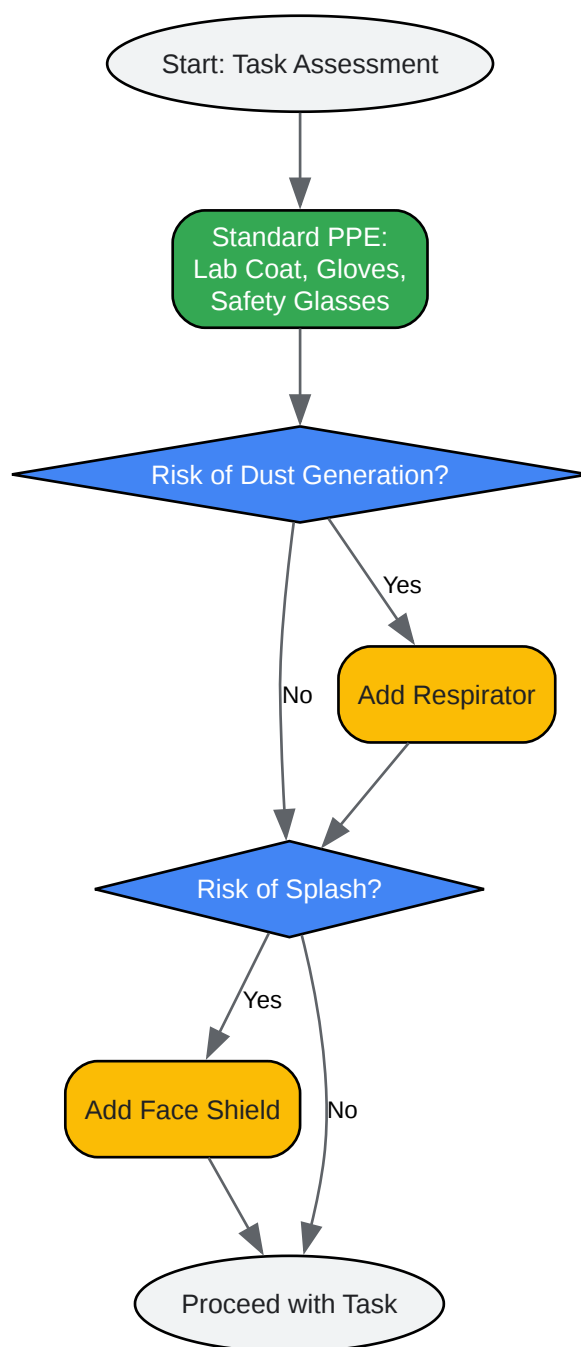 Start: Task Assessment
Standard PPE:
Lab Coat, Gloves,
Safety Glasses
Risk of Dust Generation?
Yes
No
Add Respirator
Risk of Splash?
Yes
Add Face Shield
No
Proceed with Task